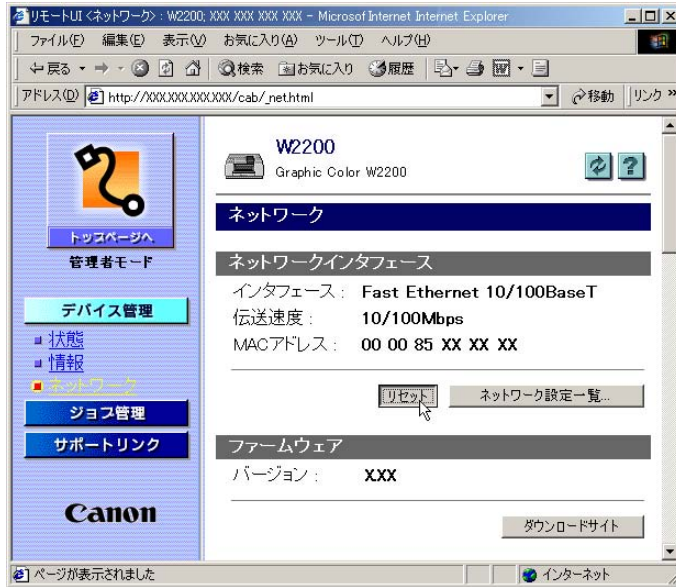 リモートUI <ネットワーク> : W2200; XXX XXX XXX XXX - Microsof Internet Internet Explorer
ファイル(F) 編集(E) 表示(V) お気に入り(A) ツール(T) ヘルプ(H)
戻る 検索 お気に入り 履歴
アドレス(D) http://XXX.XXX.XXX.XXX/cab/_net.html 移動 リンク »
W2200
Graphic Color W2200
トップページへ
管理者モード
デバイス管理
状態
情報
ネットワーク
ジョブ管理
サポートリンク
Canon
ネットワーク
ネットワークインタフェース
インタフェース : Fast Ethernet 10/100BaseT
伝送速度 : 10/100Mbps
MACアドレス : 00 00 85 XX XX XX
リセット ネットワーク設定一覧...
ファームウェア
バージョン : X.XX
ダウンロードサイト
ページが表示されました インターネット